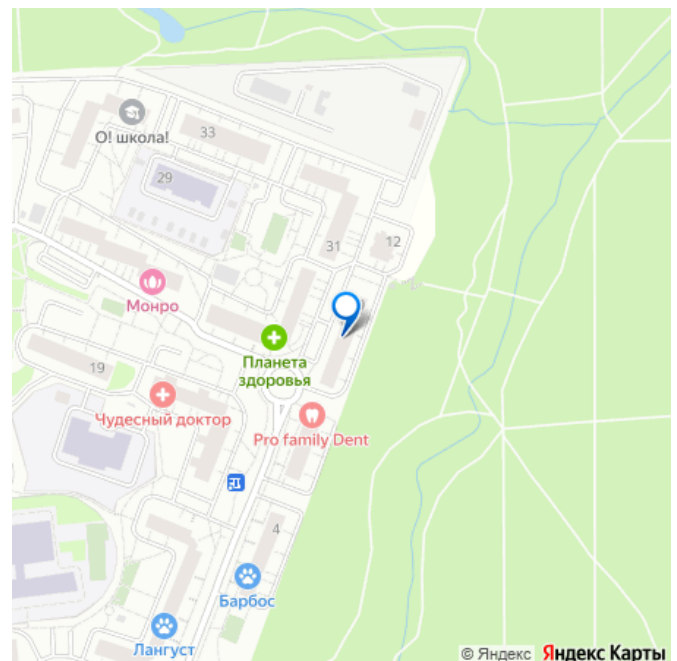 О! школа!
33
29
31
12
Монро
Планета
здоровья
19
Чудесный доктор
Pro family Dent
4
Барбос
Лангуст
© Яндекс Яндекс Карты